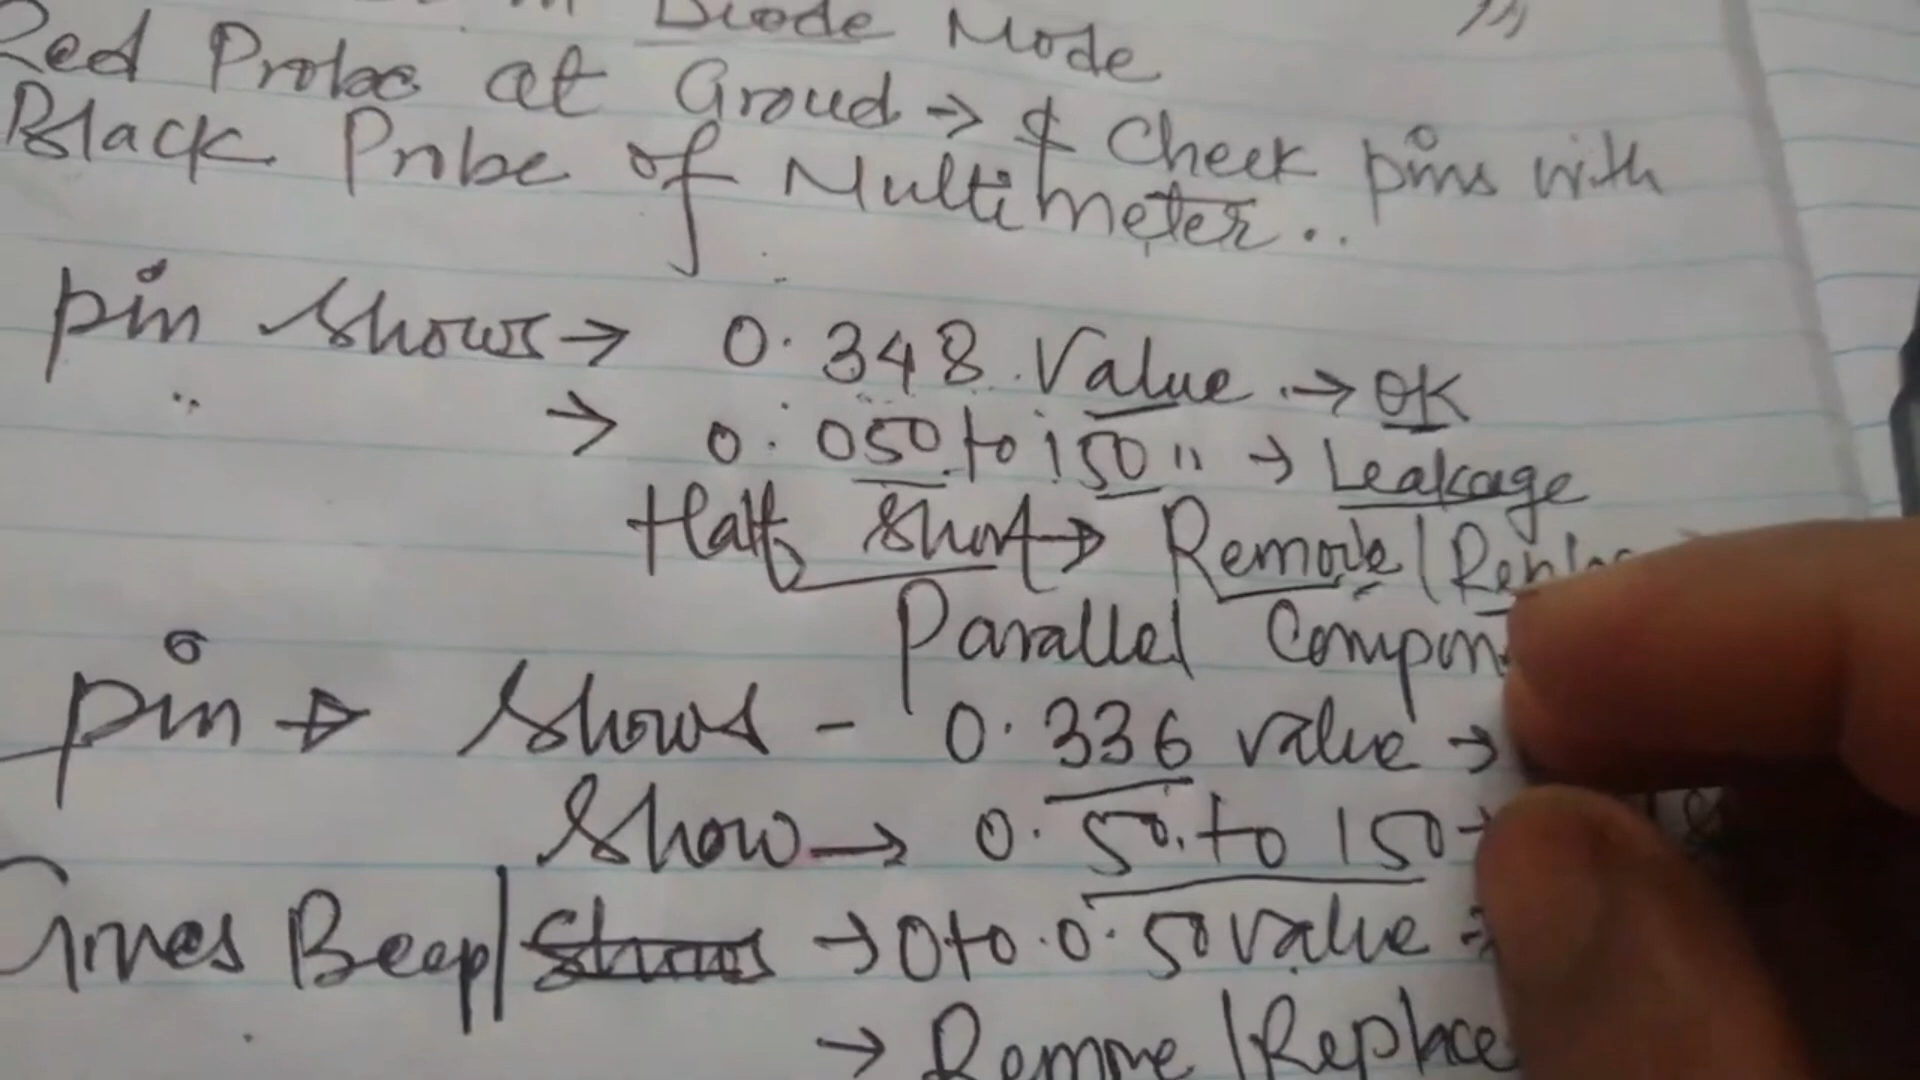 Diode Mode
Red Probe at Groud → & Check pins with
Black Probe of Multimeter..
pin shows → 0.348 Value → OK
" → 0.050 to 150 " → Leakage
Half Short → Remove/Replac
Parallel Compon
pin → Shows - 0.336 value →
Show → 0.50 to 150 →
Gives Beep/ → 0 to 0.50 value →
→ Remove/Replace